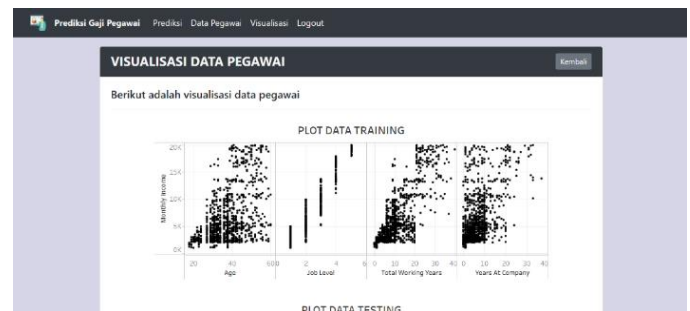 Prediksi Gaji Pegawai Prediksi Data Pegawai Visualisasi Logout
VISUALISASI DATA PEGAWAI Kembali
Berikut adalah visualisasi data pegawai
PLOT DATA TRAINING
Monthly Income
20K
15K
10K
5K
0K
20 40 60 0 2 4 6 0 10 20 30 40 0 10 20 30 40
Age Job Level Total Working Years Years At Company
PLOT DATA TESTING